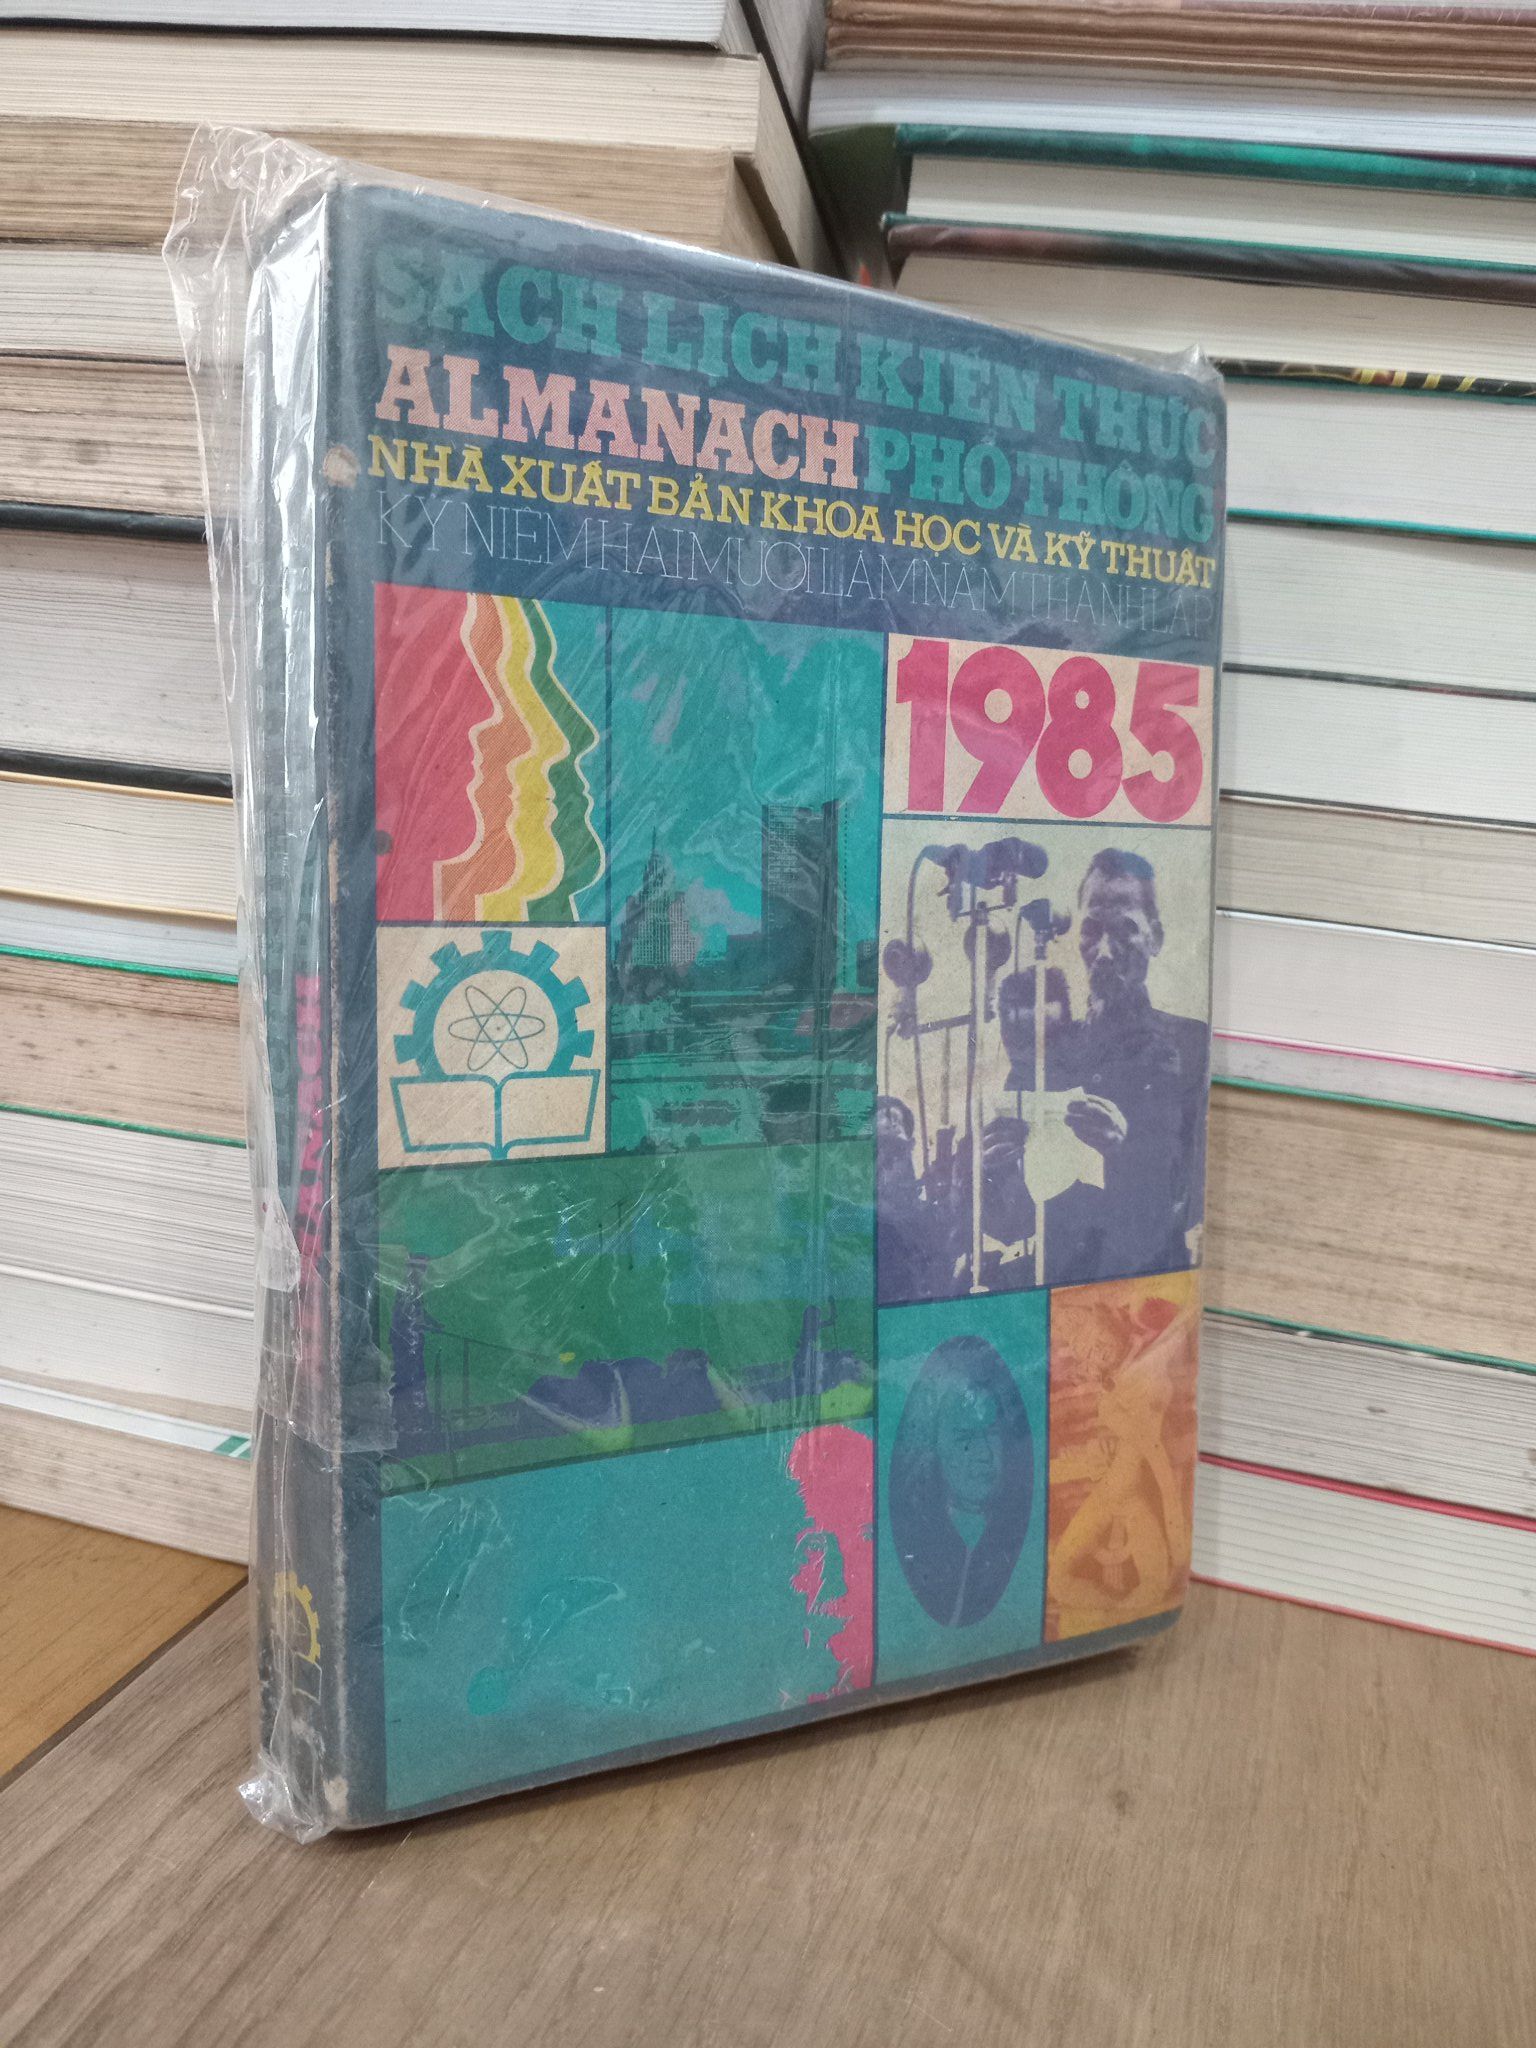 SÁCH LỊCH KIẾN THỨC
ALMANACH PHỔ THÔNG
NHÀ XUẤT BẢN KHOA HỌC VÀ KỸ THUẬT
KỶ NIỆM HAI MƯƠI LĂM NĂM THÀNH LẬP
1985